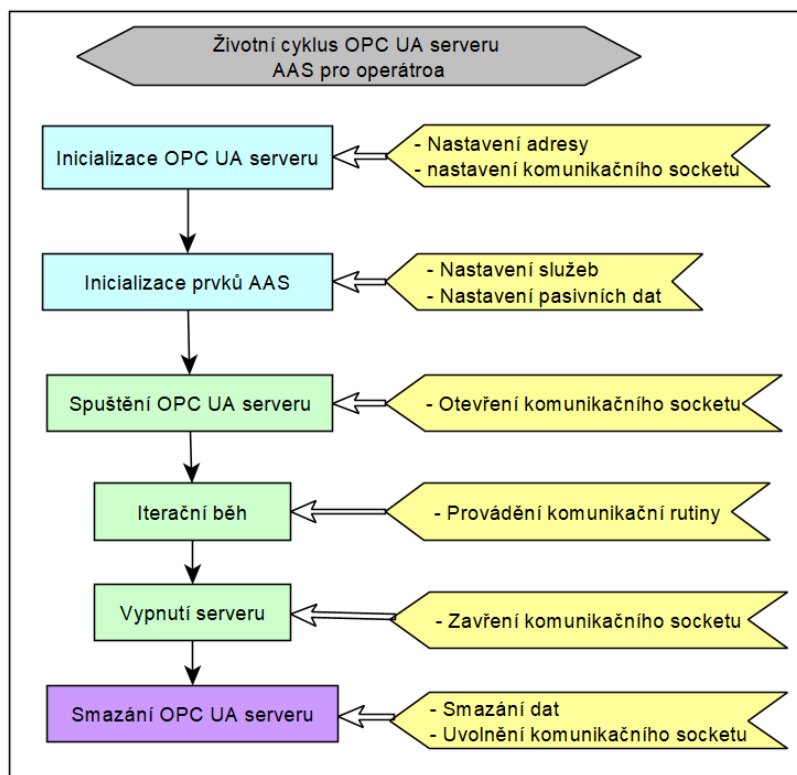 Životní cyklus OPC UA serveru
AAS pro operátroa
Inicializace OPC UA serveru
- Nastavení adresy
- nastavení komunikačního socketu
Inicializace prvků AAS
- Nastavení služeb
- Nastavení pasivních dat
Spuštění OPC UA serveru
- Otevření komunikačního socketu
Iterační běh
- Provádění komunikační rutiny
Vypnutí serveru
- Zavření komunikačního socketu
Smazání OPC UA serveru
- Smazání dat
- Uvolnění komunikačního socketu